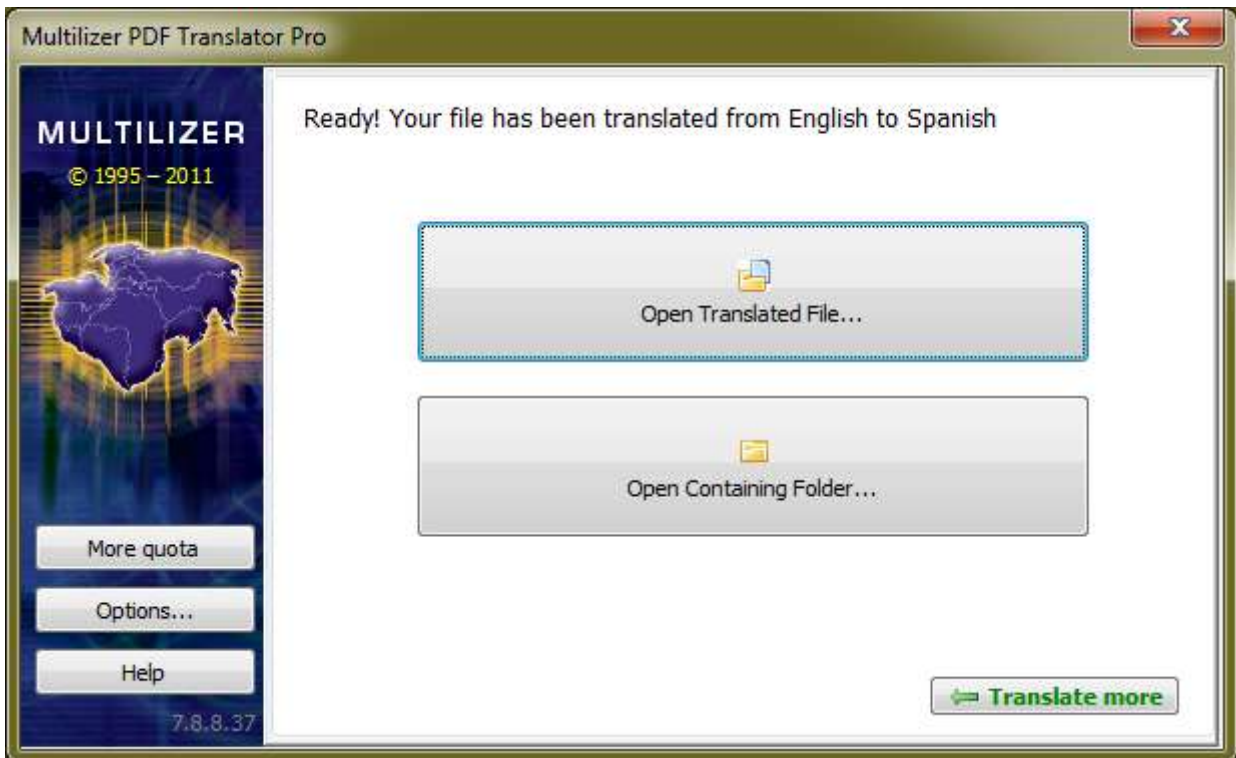 Multilizer PDF Translator Pro
MULTILIZER
© 1995 – 2011
Ready! Your file has been translated from English to Spanish
Open Translated File...
Open Containing Folder...
More quota
Options...
Help
7.8.8.37
Translate more